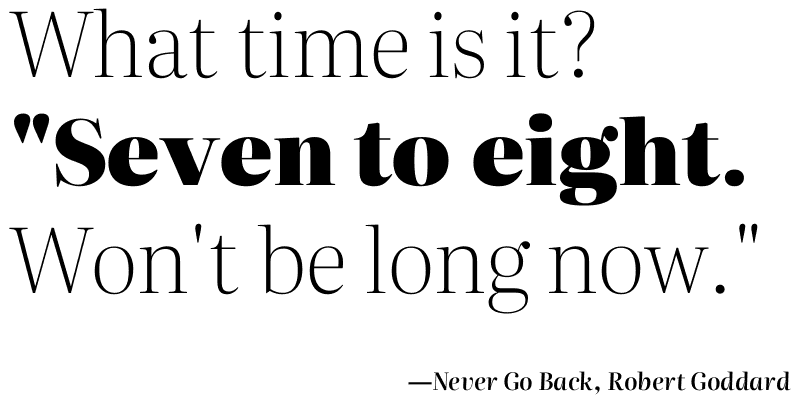 What time is it?
"Seven to eight.
Won't be long now."
—Never Go Back, Robert Goddard